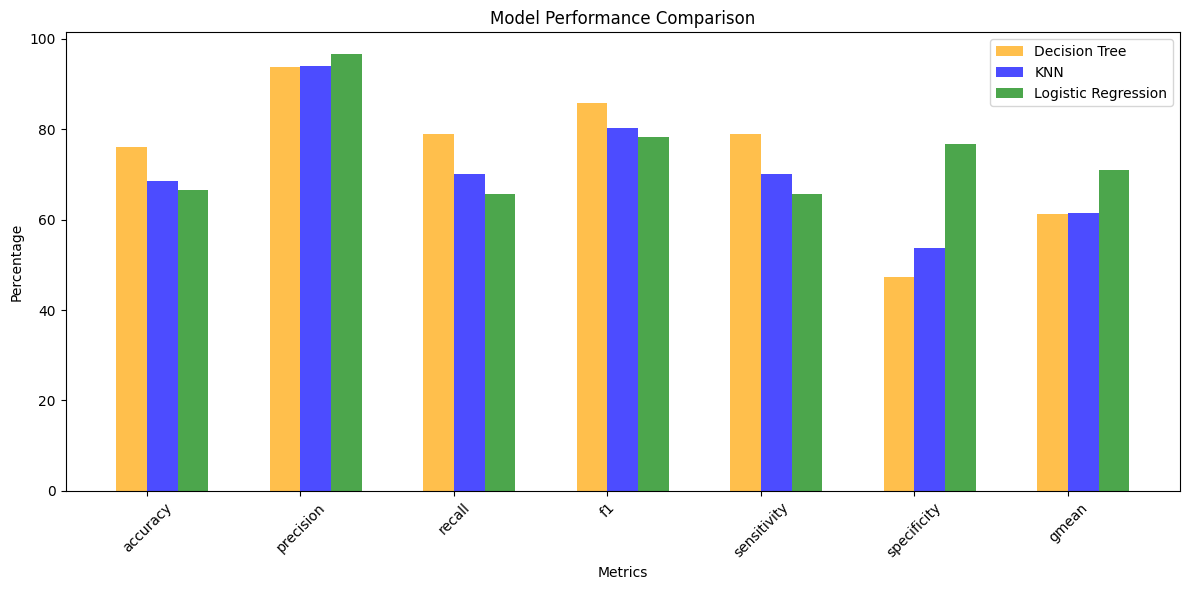 Model Performance Comparison
Decision Tree
KNN
Logistic Regression
Percentage
100
80
60
40
20
0
accuracy
precision
recall
f1
sensitivity
specificity
gmean
Metrics